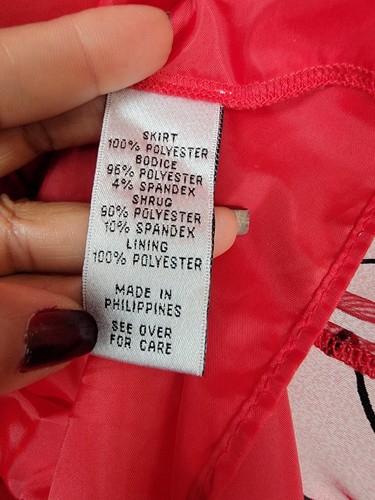 SKIRT
100% POLYESTER
BODICE
96% POLYESTER
4% SPANDEX
SHRUG
90% POLYESTER
10% SPANDEX
LINING
100% POLYESTER
MADE IN
PHILIPPINES
SEE OVER
FOR CARE